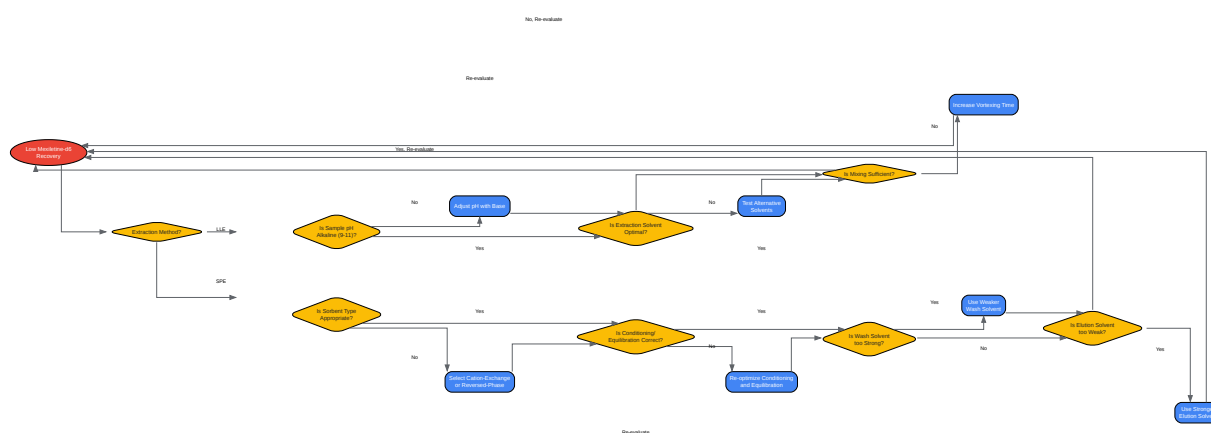 No, Re-evaluate
Re-evaluate
Increase Vortexing Time
No
Low Mexiletine-d6
Recovery
Yes, Re-evaluate
Is Mixing Sufficient?
No
Adjust pH with Base
No
Test Alternative
Solvents
Extraction Method?
LLE
Is Sample pH
Alkaline (9-11)?
Is Extraction Solvent
Optimal?
Yes
Yes
SPE
Is Sorbent Type
Appropriate?
Yes
Is Conditioning/
Equilibration Correct?
Yes
Yes
Use Weaker
Wash Solvent
Is Elution Solvent
too Weak?
Is Wash Solvent
too Strong?
No
No
No
Yes
Select Cation-Exchange
or Reversed-Phase
Re-optimize Conditioning
and Equilibration
Use Strong
Elution Solve
Re-evaluate